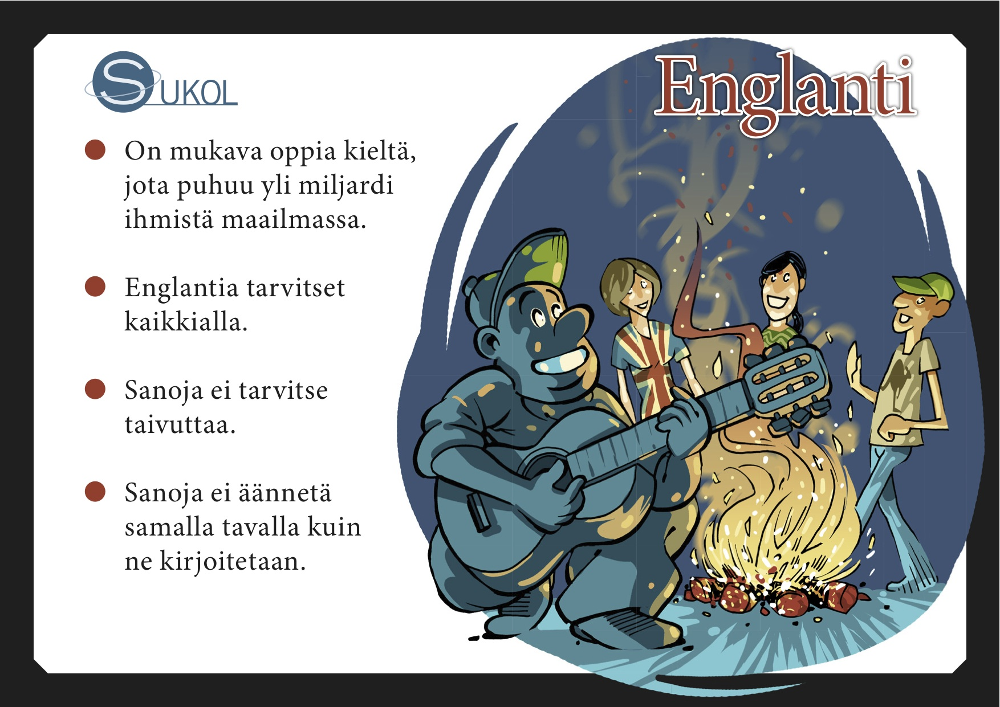 SUKOL
Englanti
On mukava oppia kieltä,
jota puhuu yli miljardi
ihmistä maailmassa.
Englantia tarvitset
kaikkialla.
Sanoja ei tarvitse
taivuttaa.
Sanoja ei äännetä
samalla tavalla kuin
ne kirjoitetaan.